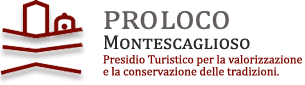 PROLOCO
MONTESCAGLIOSO
Presidio Turistico per la valorizzazione
e la conservazione delle tradizioni.